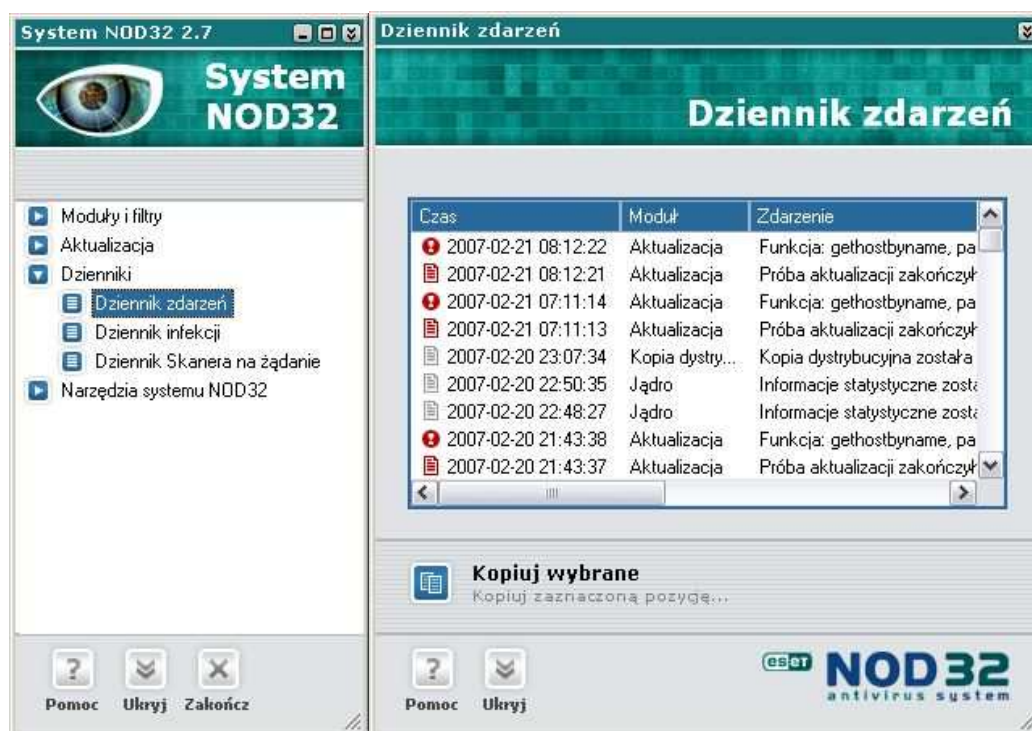 System NOD32 2.7
System
NOD32
Moduły i filtry
Aktualizacja
Dzienniki
Dziennik zdarzeń
Dziennik infekcji
Dziennik Skanera na żądanie
Narzędzia systemu NOD32
Pomoc Ukryj Zakończ
Dziennik zdarzeń
Dziennik zdarzeń
Czas Moduł Zdarzenie
2007-02-21 08:12:22 Aktualizacja Funkcja: gethostbyname, pa
2007-02-21 08:12:21 Aktualizacja Próba aktualizacji zakończył
2007-02-21 07:11:14 Aktualizacja Funkcja: gethostbyname, pa
2007-02-21 07:11:13 Aktualizacja Próba aktualizacji zakończył
2007-02-20 23:07:34 Kopia dystry... Kopia dystrybucyjna została
2007-02-20 22:50:35 Jądro Informacje statystyczne zosta
2007-02-20 22:48:27 Jądro Informacje statystyczne zosta
2007-02-20 21:43:38 Aktualizacja Funkcja: gethostbyname, pa
2007-02-20 21:43:37 Aktualizacja Próba aktualizacji zakończył
Kopiuj wybrane
Kopiuj zaznaczoną pozycję...
Pomoc Ukryj
eseT NOD32
antivirus system